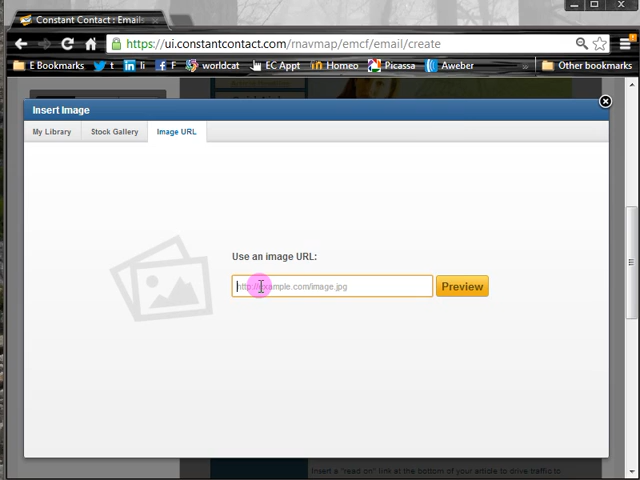 Constant Contact : Emails
https://ui.constantcontact.com/rnavmap/emcf/email/create
E Bookmarks t li F worldcat EC Appt Homeo Picassa Aweber » Other bookmarks
Insert Image
My Library Stock Gallery Image URL
Use an image URL:
http://example.com/image.jpg Preview
Insert a "read on" link at the bottom of your article to drive traffic to